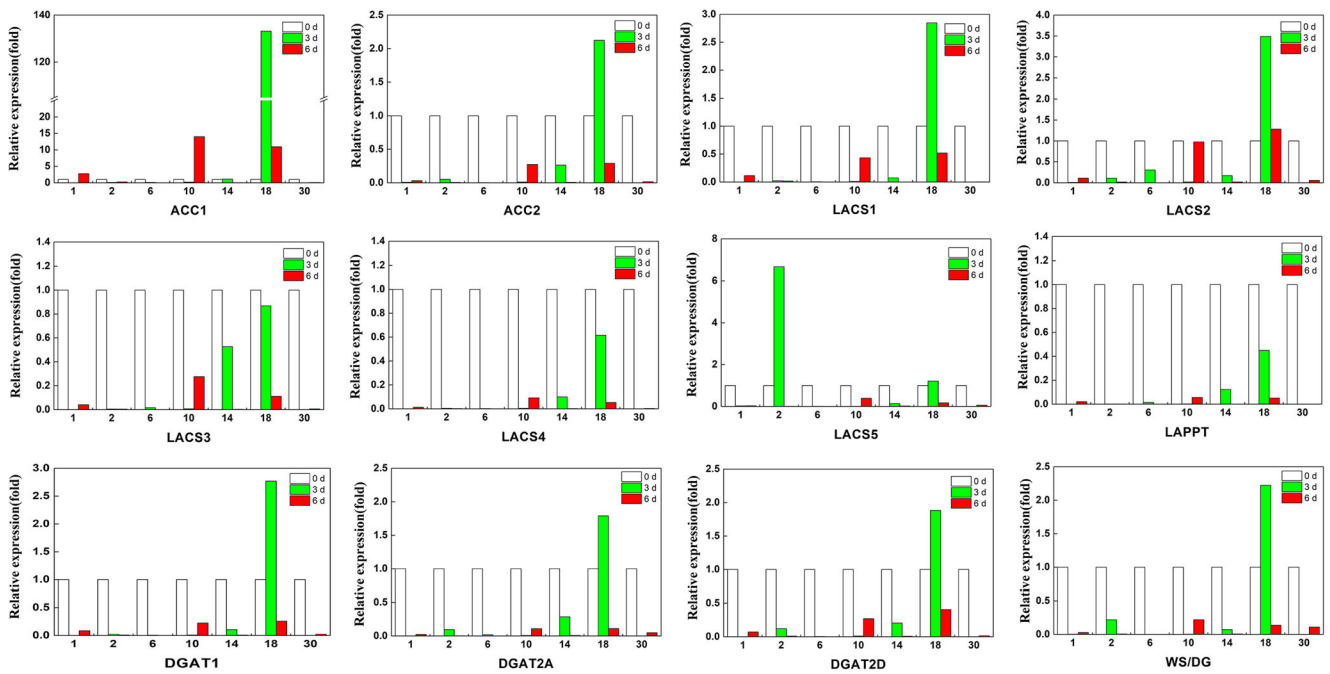 Relative expression(fold)
140
120
25
20
15
10
5
0
0 d
3 d
6 d
1 2 6 10 14 18 30
ACC1
Relative expression(fold)
2.5
2.0
1.5
1.0
0.5
0.0
0 d
3 d
6 d
1 2 6 10 14 18 30
ACC2
Relative expression(fold)
3.0
2.5
2.0
1.5
1.0
0.5
0.0
0 d
3 d
6 d
1 2 6 10 14 18 30
LACS1
Relative expression(fold)
4.0
3.5
3.0
2.5
2.0
1.5
1.0
0.5
0.0
0 d
3 d
6 d
1 2 6 10 14 18 30
LACS2
Relative expression(fold)
1.4
1.2
1.0
0.8
0.6
0.4
0.2
0.0
0 d
3 d
6 d
1 2 6 10 14 18 30
LACS3
Relative expression(fold)
1.4
1.2
1.0
0.8
0.6
0.4
0.2
0.0
0 d
3 d
6 d
1 2 6 10 14 18 30
LACS4
Relative expression(fold)
8
6
4
2
0
0 d
3 d
6 d
1 2 6 10 14 18 30
LACS5
Relative expression(fold)
1.4
1.2
1.0
0.8
0.6
0.4
0.2
0.0
0 d
3 d
6 d
1 2 6 10 14 18 30
LAPPT
Relative expression(fold)
3.0
2.5
2.0
1.5
1.0
0.5
0.0
0 d
3 d
6 d
1 2 6 10 14 18 30
DGAT1
Relative expression(fold)
2.5
2.0
1.5
1.0
0.5
0.0
0 d
3 d
6 d
1 2 6 10 14 18 30
DGAT2A
Relative expression(fold)
2.5
2.0
1.5
1.0
0.5
0.0
0 d
3 d
6 d
1 2 6 10 14 18 30
DGAT2D
Relative expression(fold)
2.5
2.0
1.5
1.0
0.5
0.0
0 d
3 d
6 d
1 2 6 10 14 18 30
WS/DG